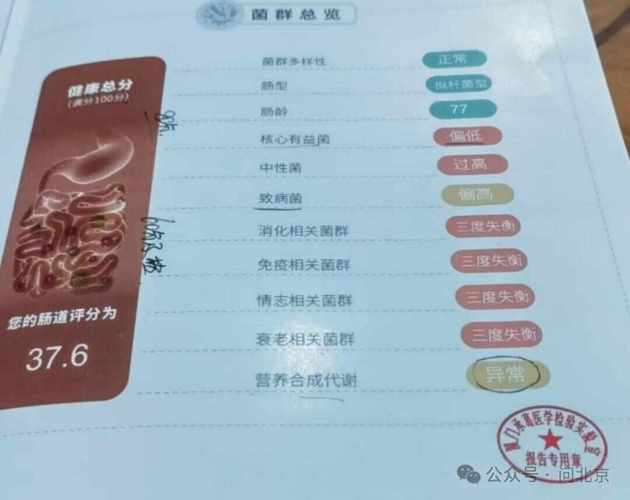 菌群总览
健康总分
(满分100分)
您的肠道评分为
37.6
菌群多样性 正常
肠型 拟杆菌型
肠龄 77
核心有益菌 偏低
中性菌 过高
致病菌 偏高
消化相关菌群 三度失衡
免疫相关菌群 三度失衡
情志相关菌群 三度失衡
衰老相关菌群 三度失衡
营养合成代谢 异常
医学检验实验
报告专用章
公众号·问北京